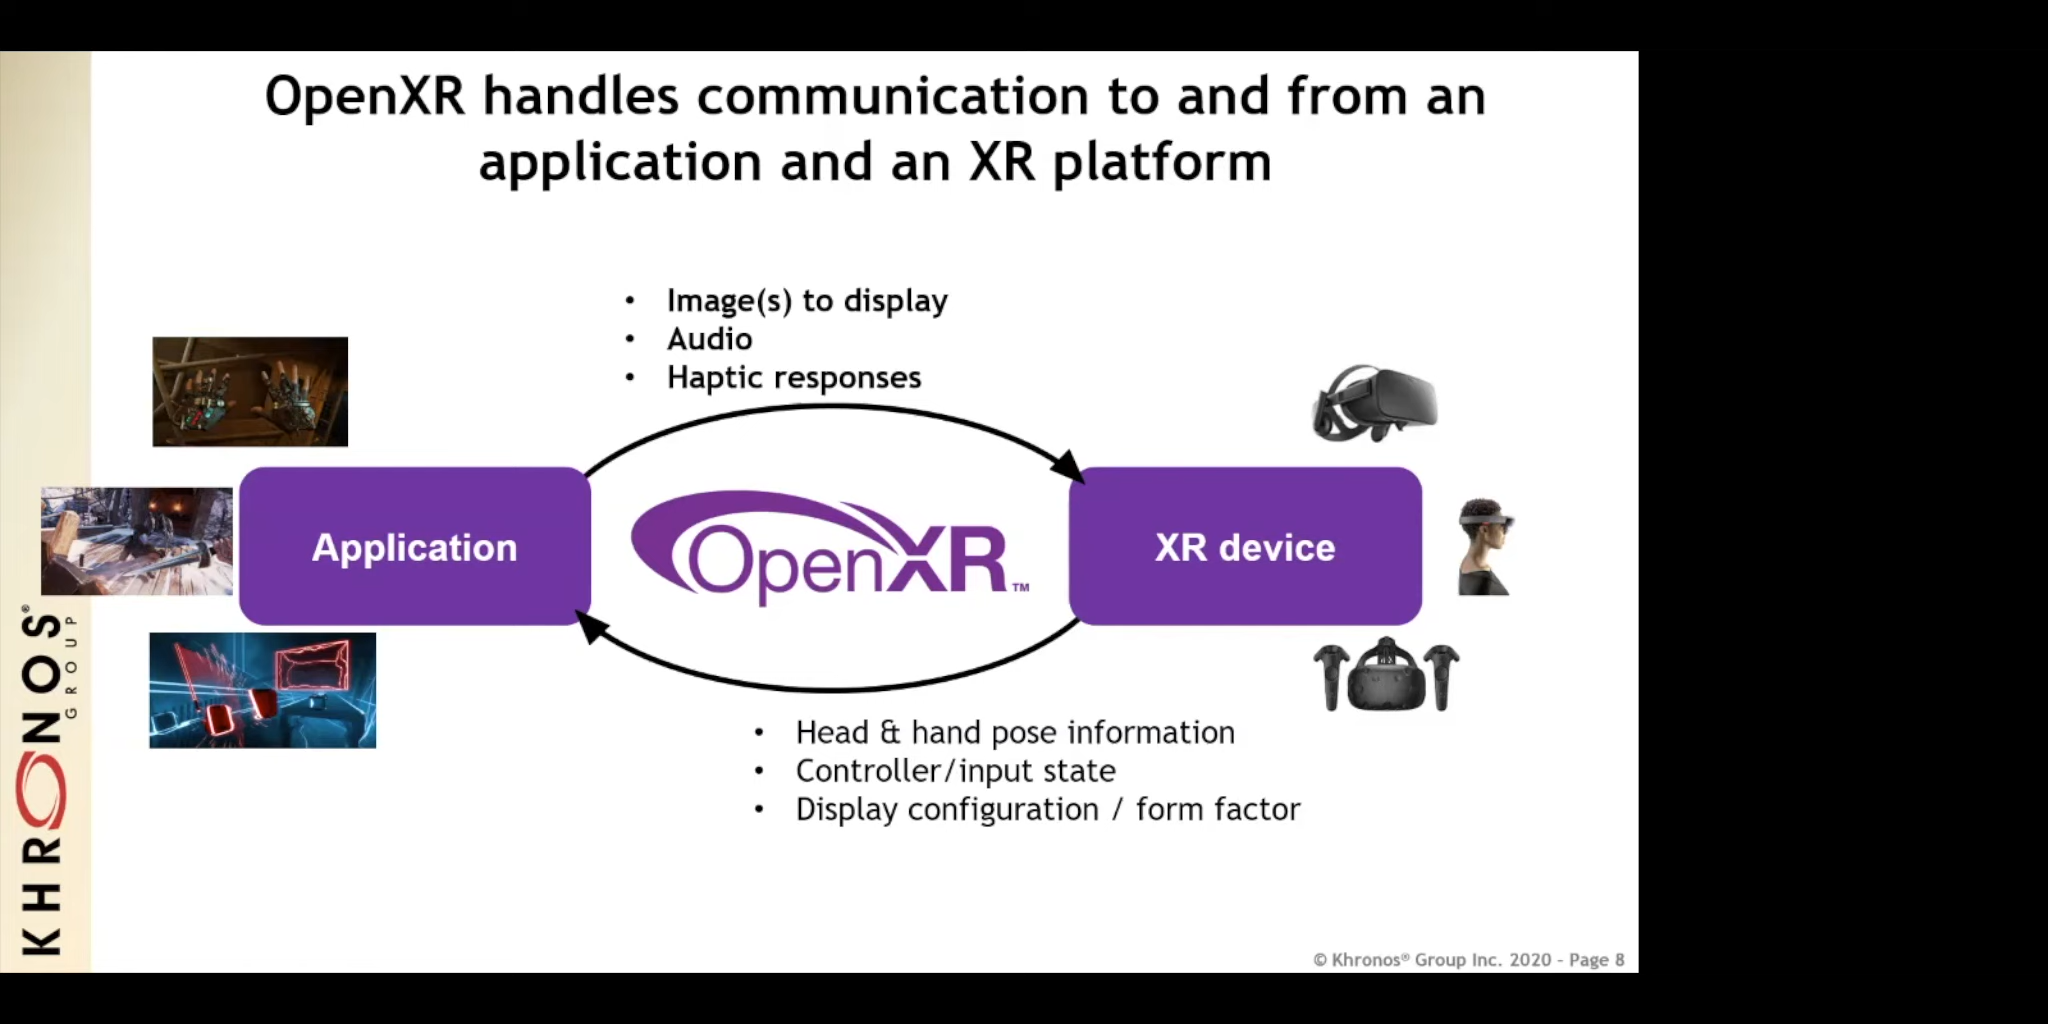 OpenXR handles communication to and from an
application and an XR platform
• Image(s) to display
• Audio
• Haptic responses
Application
OpenXR™
XR device
• Head & hand pose information
• Controller/input state
• Display configuration / form factor
KHRONOS®
GROUP
© Khronos® Group Inc. 2020 - Page 8